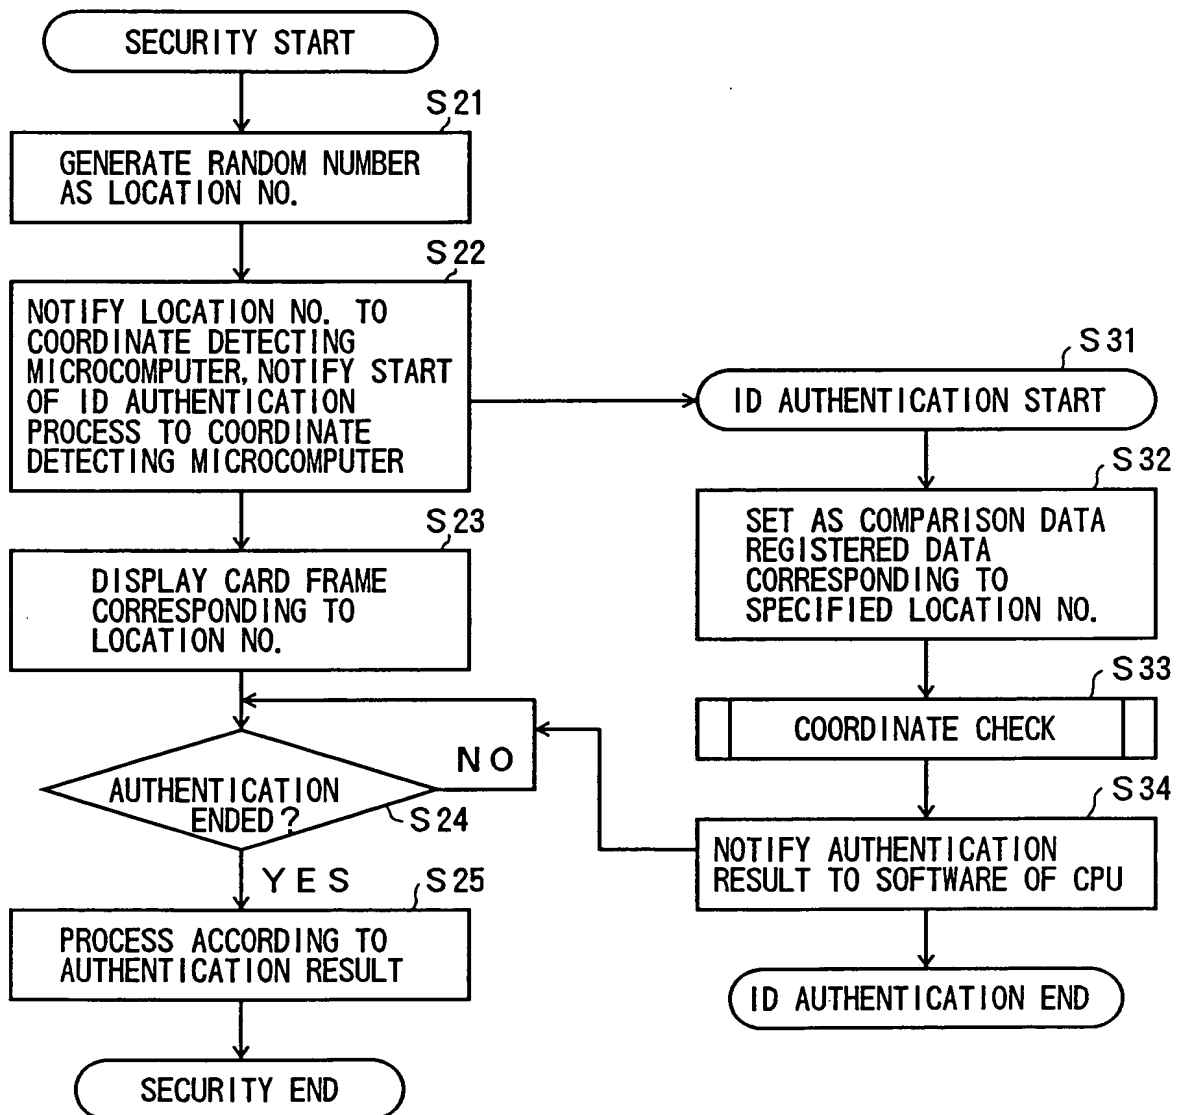 SECURITY START
S21
GENERATE RANDOM NUMBER
AS LOCATION NO.
S22
NOTIFY LOCATION NO. TO
COORDINATE DETECTING
MICROCOMPUTER, NOTIFY START
OF ID AUTHENTICATION
PROCESS TO COORDINATE
DETECTING MICROCOMPUTER
S23
DISPLAY CARD FRAME
CORRESPONDING TO
LOCATION NO.
NO
AUTHENTICATION
ENDED?
S24
YES
S25
PROCESS ACCORDING TO
AUTHENTICATION RESULT
SECURITY END
S31
ID AUTHENTICATION START
S32
SET AS COMPARISON DATA
REGISTERED DATA
CORRESPONDING TO
SPECIFIED LOCATION NO.
S33
COORDINATE CHECK
S34
NOTIFY AUTHENTICATION
RESULT TO SOFTWARE OF CPU
ID AUTHENTICATION END